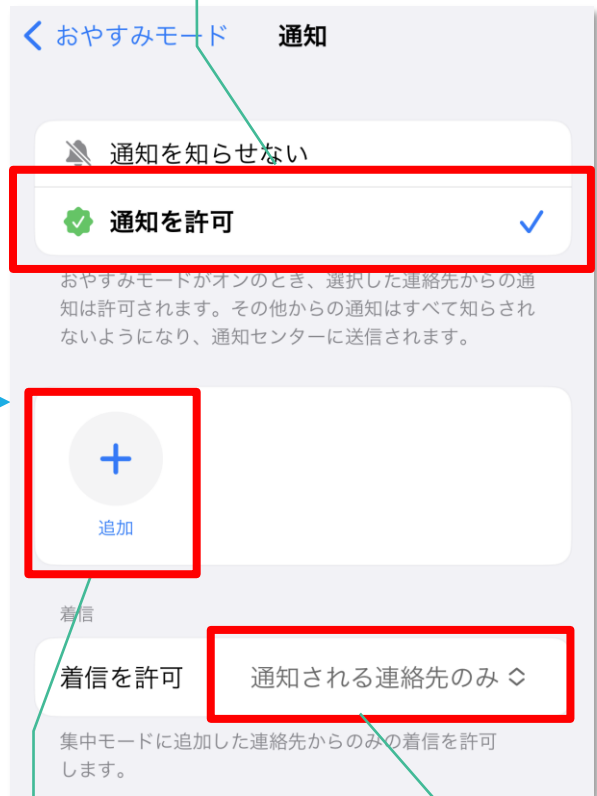 おやすみモード 通知
通知を知らせない
通知を許可
おやすみモードがオンのとき、選択した連絡先からの通
知は許可されます。その他からの通知はすべて知らされ
ないようになり、通知センターに送信されます。
追加
着信
着信を許可 通知される連絡先のみ
集中モードに追加した連絡先からのみの着信を許可
します。